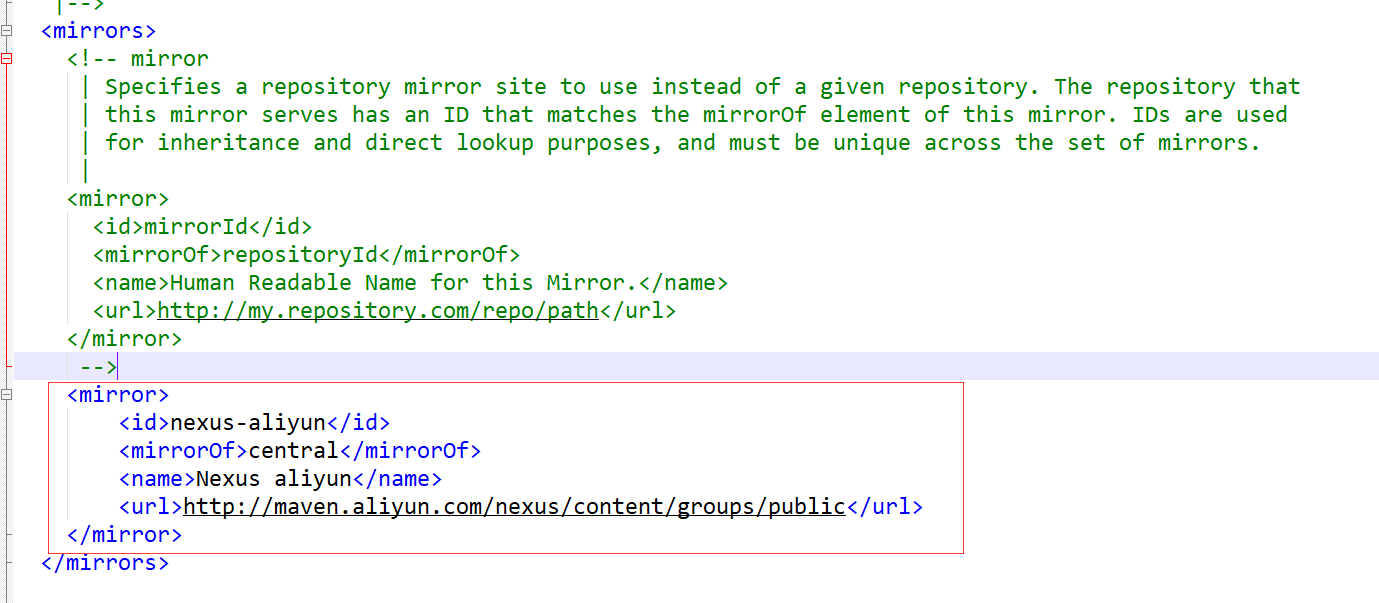 |-->
<mirrors>
<!-- mirror
| Specifies a repository mirror site to use instead of a given repository. The repository that
| this mirror serves has an ID that matches the mirrorOf element of this mirror. IDs are used
| for inheritance and direct lookup purposes, and must be unique across the set of mirrors.
|
<mirror>
<id>mirrorId</id>
<mirrorOf>repositoryId</mirrorOf>
<name>Human Readable Name for this Mirror.</name>
<url>http://my.repository.com/repo/path</url>
</mirror>
-->
<mirror>
<id>nexus-aliyun</id>
<mirrorOf>central</mirrorOf>
<name>Nexus aliyun</name>
<url>http://maven.aliyun.com/nexus/content/groups/public</url>
</mirror>
</mirrors>